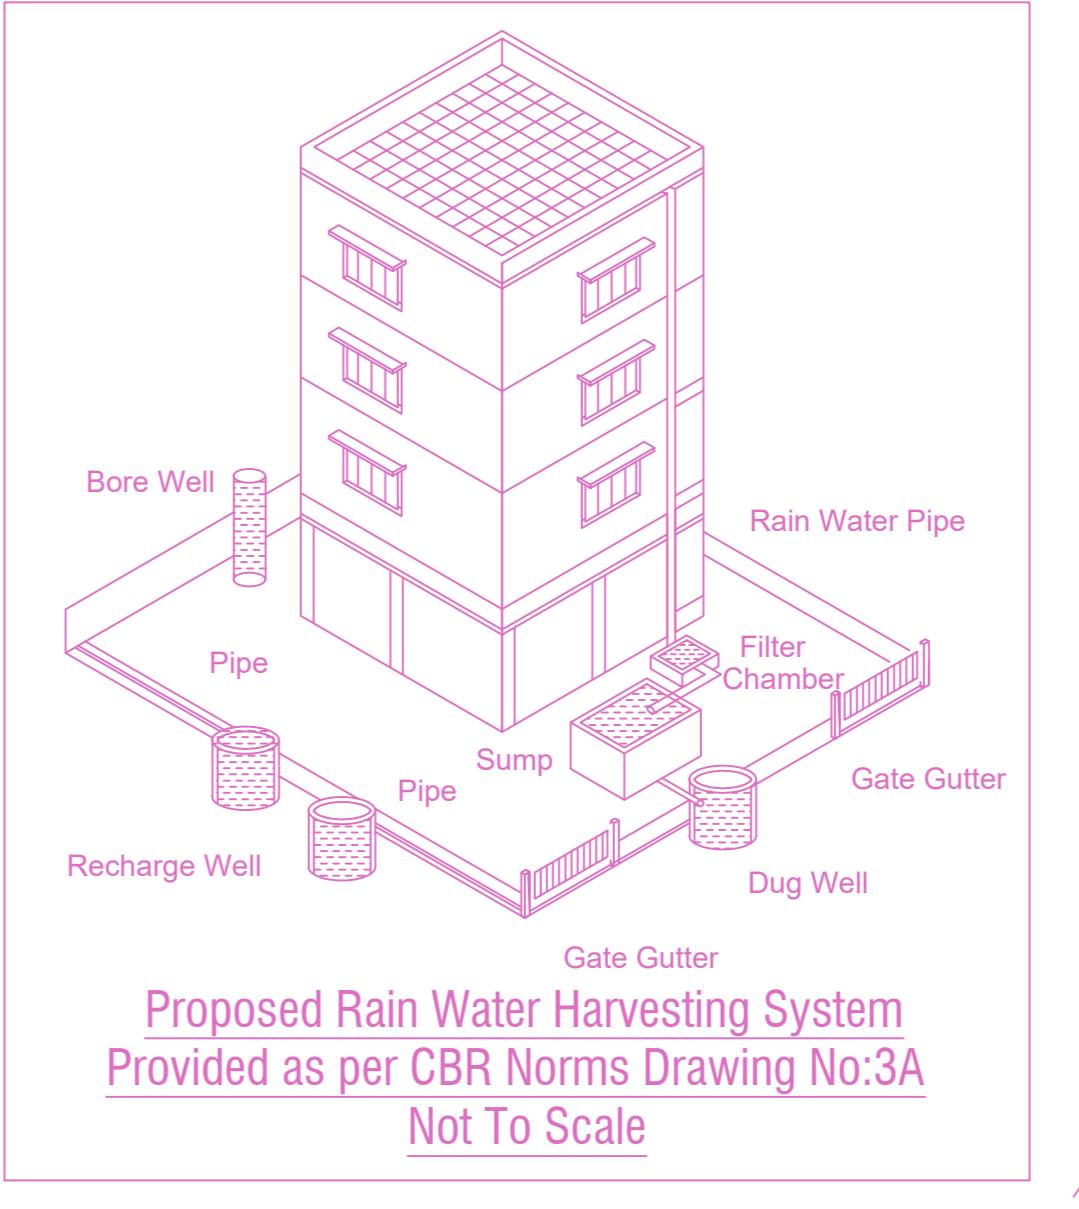 Bore Well
Rain Water Pipe
Filter
Chamber
Pipe
Sump
Gate Gutter
Pipe
Recharge Well
Dug Well
Gate Gutter
Proposed Rain Water Harvesting System
Provided as per CBR Norms Drawing No:3A
Not To Scale